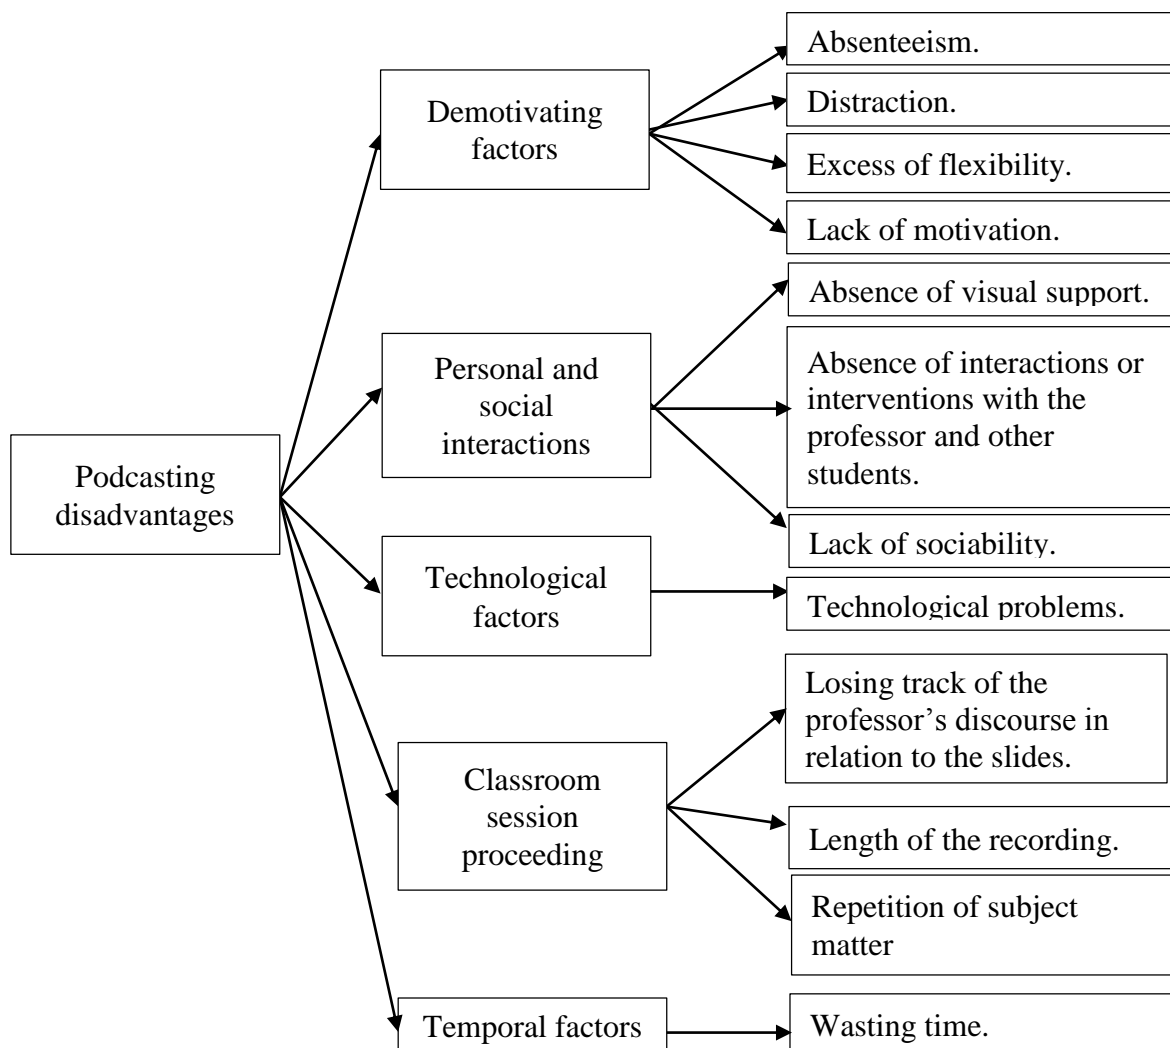 Podcasting
disadvantages
Demotivating
factors
Absenteeism.
Distraction.
Excess of flexibility.
Lack of motivation.
Personal and
social
interactions
Absence of visual support.
Absence of interactions or
interventions with the
professor and other
students.
Lack of sociability.
Technological
factors
Technological problems.
Classroom
session
proceeding
Losing track of the
professor’s discourse in
relation to the slides.
Length of the recording.
Repetition of subject
matter
Temporal factors
Wasting time.